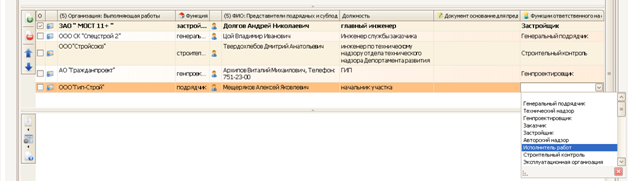 (5) Организация: Выполняющая работы Функция (5) ФИО: Представители подрядных и субпод Должность Документ основание для пред Функции ответственного на
ЗАО " МОСТ 11+ " застрой... Долгов Андрей Николаевич главный инженер Застройщик
ООО СК "Спецстрой 2" генераль... Цой Владимир Иванович Инженер службы заказчика Генеральный подрядчик
ООО"Стройсоюз" строител... Твердохлебов Дмитрий Анатольевич инженер по техническому
надзору отдела технического
надзора Департамента развития Строительный контроль
АО "Гражданпроект" генпроек... Архипов Виталий Михайлович, Телефон:
751-23-00 ГИП Генпроектировщик
ООО"Гип-Строй" подрядчик Мещеряков Алексей Яковлевич начальник участка
Генеральный подрядчик
Технический надзор
Генпроектировщик
Заказчик
Застройщик
Авторский надзор
Исполнитель работ
Строительный контроль
Эксплуатационная организация